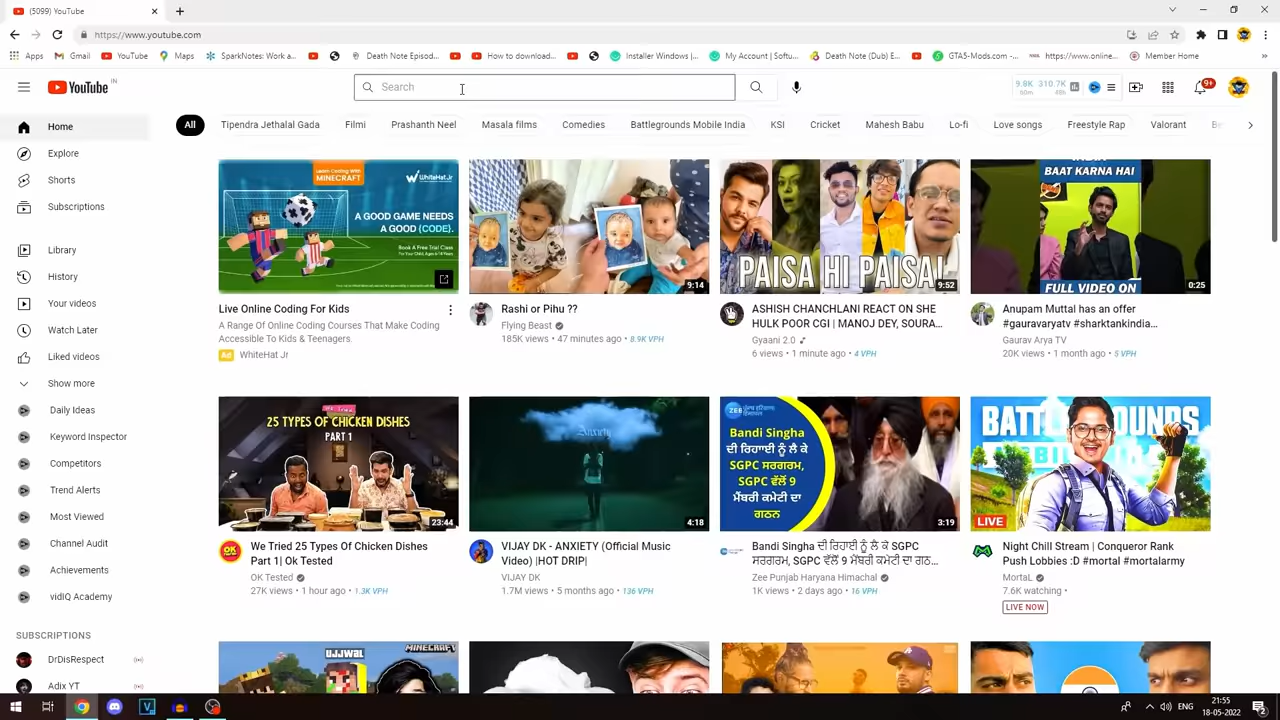 (5099) YouTube
https://www.youtube.com
Apps
Gmail
YouTube
Maps
SparkNotes: Work a...
Death Note Episod...
How to download...
Installer Windows |...
My Account | Softw...
Death Note (Dub) E...
GTA5-Mods.com -...
https://www.online...
Member Home
YouTube IN
Search
9.8K 310.7K
60m 48h
9+
Home
Explore
Shorts
Subscriptions
Library
History
Your videos
Watch Later
Liked videos
Show more
Daily Ideas
Keyword Inspector
Competitors
Trend Alerts
Most Viewed
Channel Audit
Achievements
vidIQ Academy
SUBSCRIPTIONS
DrDisRespect
Adix YT
All
Tipendra Jethalal Gada
Filmi
Prashanth Neel
Masala films
Comedies
Battlegrounds Mobile India
KSI
Cricket
Mahesh Babu
Lo-fi
Love songs
Freestyle Rap
Valorant
Learn Coding With
MINECRAFT
WhiteHat Jr
A GOOD GAME NEEDS
A GOOD {CODE}.
Book A Free Trial Class
For Your Child, Ages 6-14 Years
Live Online Coding For Kids
A Range Of Online Coding Courses That Make Coding
Accessible To Kids & Teenagers.
Ad WhiteHat Jr
9:14
Rashi or Pihu ??
Flying Beast
185K views • 47 minutes ago • 8.9K VPH
PAISA HI PAISA!
9:52
ASHISH CHANCHLANI REACT ON SHE
HULK POOR CGI | MANOJ DEY, SOURA...
Gyaani 2.0
6 views • 1 minute ago • 4 VPH
BAAT KARNA HAI
FULL VIDEO ON
0:25
Anupam Muttal has an offer
#gauravaryatv #sharktankindia...
Gaurav Arya TV
20K views • 1 month ago • 5 VPH
We Tried
25 TYPES OF CHICKEN DISHES
PART 1
23:44
We Tried 25 Types Of Chicken Dishes
Part 1| Ok Tested
OK Tested
27K views • 1 hour ago • 1.3K VPH
Anxiety
4:18
VIJAY DK - ANXIETY (Official Music
Video) |HOT DRIP|
VIJAY DK
1.7M views • 5 months ago • 136 VPH
Bandi Singha
ਦੀ ਰਿਹਾਈ ਨੂੰ ਲੈ ਕੇ
SGPC ਸਰਗਰਮ,
SGPC ਵੱਲੋਂ 9
ਮੈਂਬਰੀ ਕਮੇਟੀ ਦਾ
ਗਠਨ
3:19
Bandi Singha ਦੀ ਰਿਹਾਈ ਨੂੰ ਲੈ ਕੇ SGPC
ਸਰਗਰਮ, SGPC ਵੱਲੋਂ 9 ਮੈਂਬਰੀ ਕਮੇਟੀ ਦਾ ਗਠ...
Zee Punjab Haryana Himachal
1K views • 2 days ago • 16 VPH
LIVE
Night Chill Stream | Conqueror Rank
Push Lobbies :D #mortal #mortalarmy
MortaL
7.6K watching •
LIVE NOW
UJJWAL
MINECRAFT
ENG
21:55
18-05-2022
2